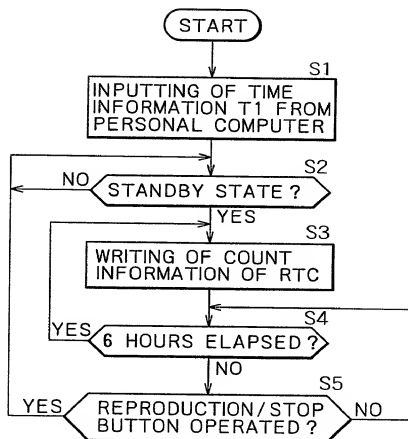 START
S1
INPUTTING OF TIME
INFORMATION T1 FROM
PERSONAL COMPUTER
S2
NO
STANDBY STATE?
YES
S3
WRITING OF COUNT
INFORMATION OF RTC
S4
YES
6 HOURS ELAPSED?
NO
S5
YES
REPRODUCTION/STOP
BUTTON OPERATED?
NO